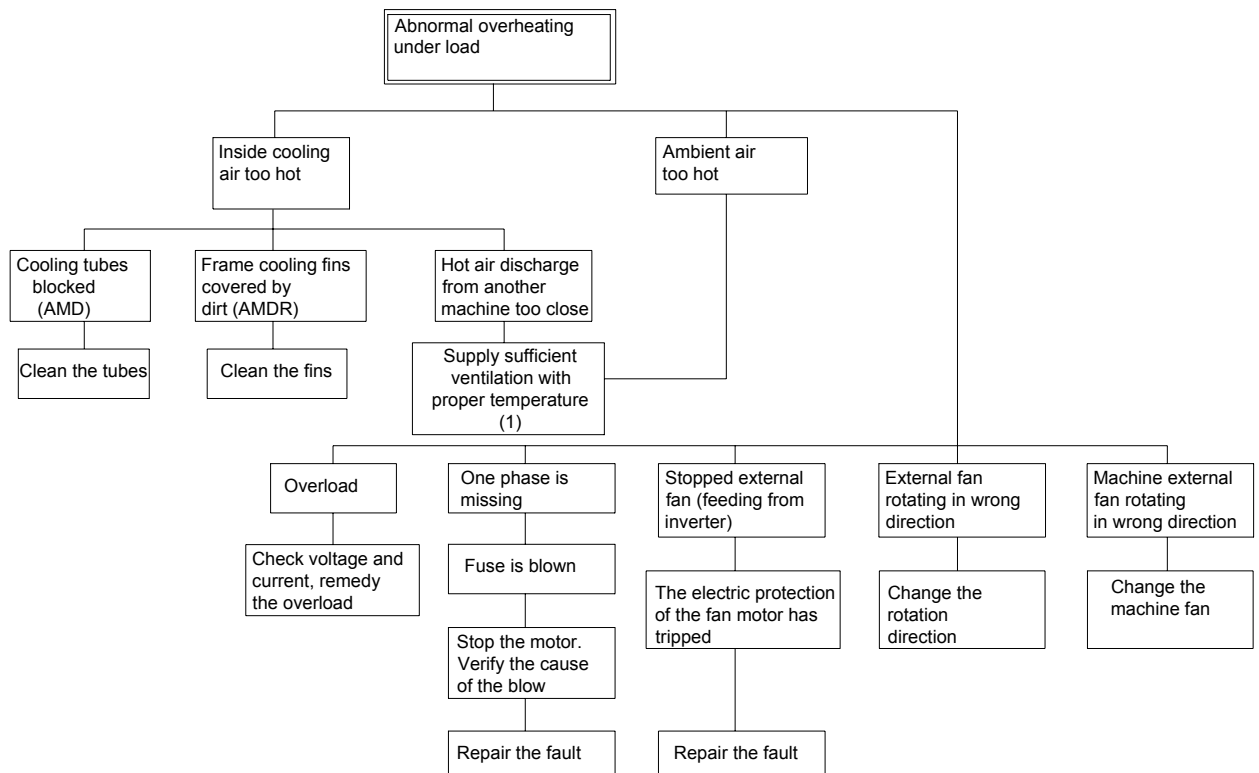 Abnormal overheating
under load
Inside cooling
air too hot
Ambient air
too hot
Cooling tubes
blocked
(AMD)
Frame cooling fins
covered by
dirt (AMDR)
Hot air discharge
from another
machine too close
Clean the tubes
Clean the fins
Supply sufficient
ventilation with
proper temperature
(1)
Overload
One phase is
missing
Stopped external
fan (feeding from
inverter)
External fan
rotating in wrong
direction
Machine external
fan rotating
in wrong direction
Check voltage and
current, remedy
the overload
Fuse is blown
The electric protection
of the fan motor has
tripped
Change the
rotation
direction
Change the
machine fan
Stop the motor.
Verify the cause
of the blow
Repair the fault
Repair the fault